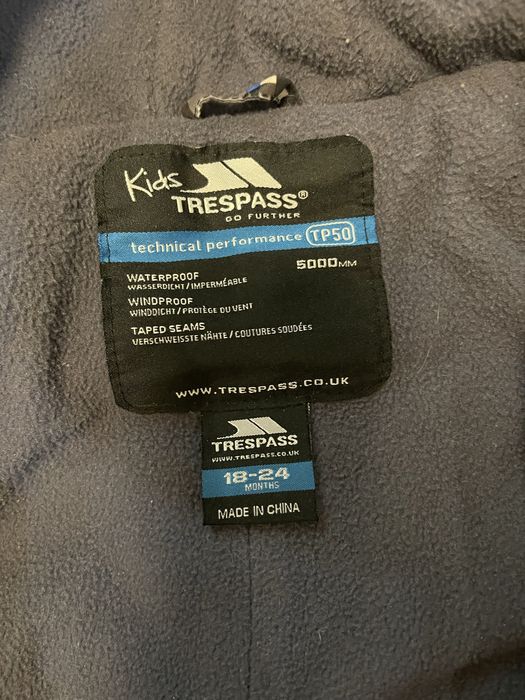 Kids
TRESPASS®
GO FURTHER
technical performance TP50
WATERPROOF 5000MM
WASSERDICHT/IMPERMÉABLE
WINDPROOF
WINDDICHT/PROTÈGE DU VENT
TAPED SEAMS
VERSCHWEISSTE NÄHTE/COUTURES SOUDÉES
WWW.TRESPASS.CO.UK
TRESPASS
WWW.TRESPASS.CO.UK
18-24
MONTHS
MADE IN CHINA